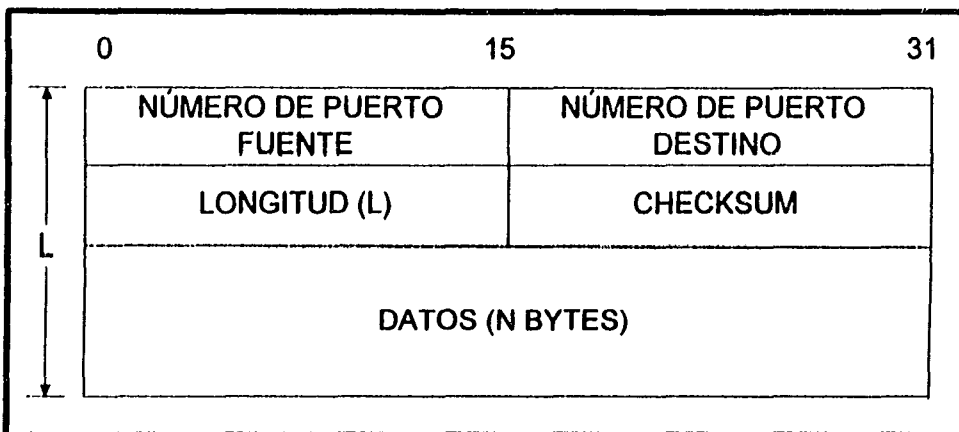 0 15 31
NÚMERO DE PUERTO FUENTE
NÚMERO DE PUERTO DESTINO
LONGITUD (L)
CHECKSUM
L
DATOS (N BYTES)